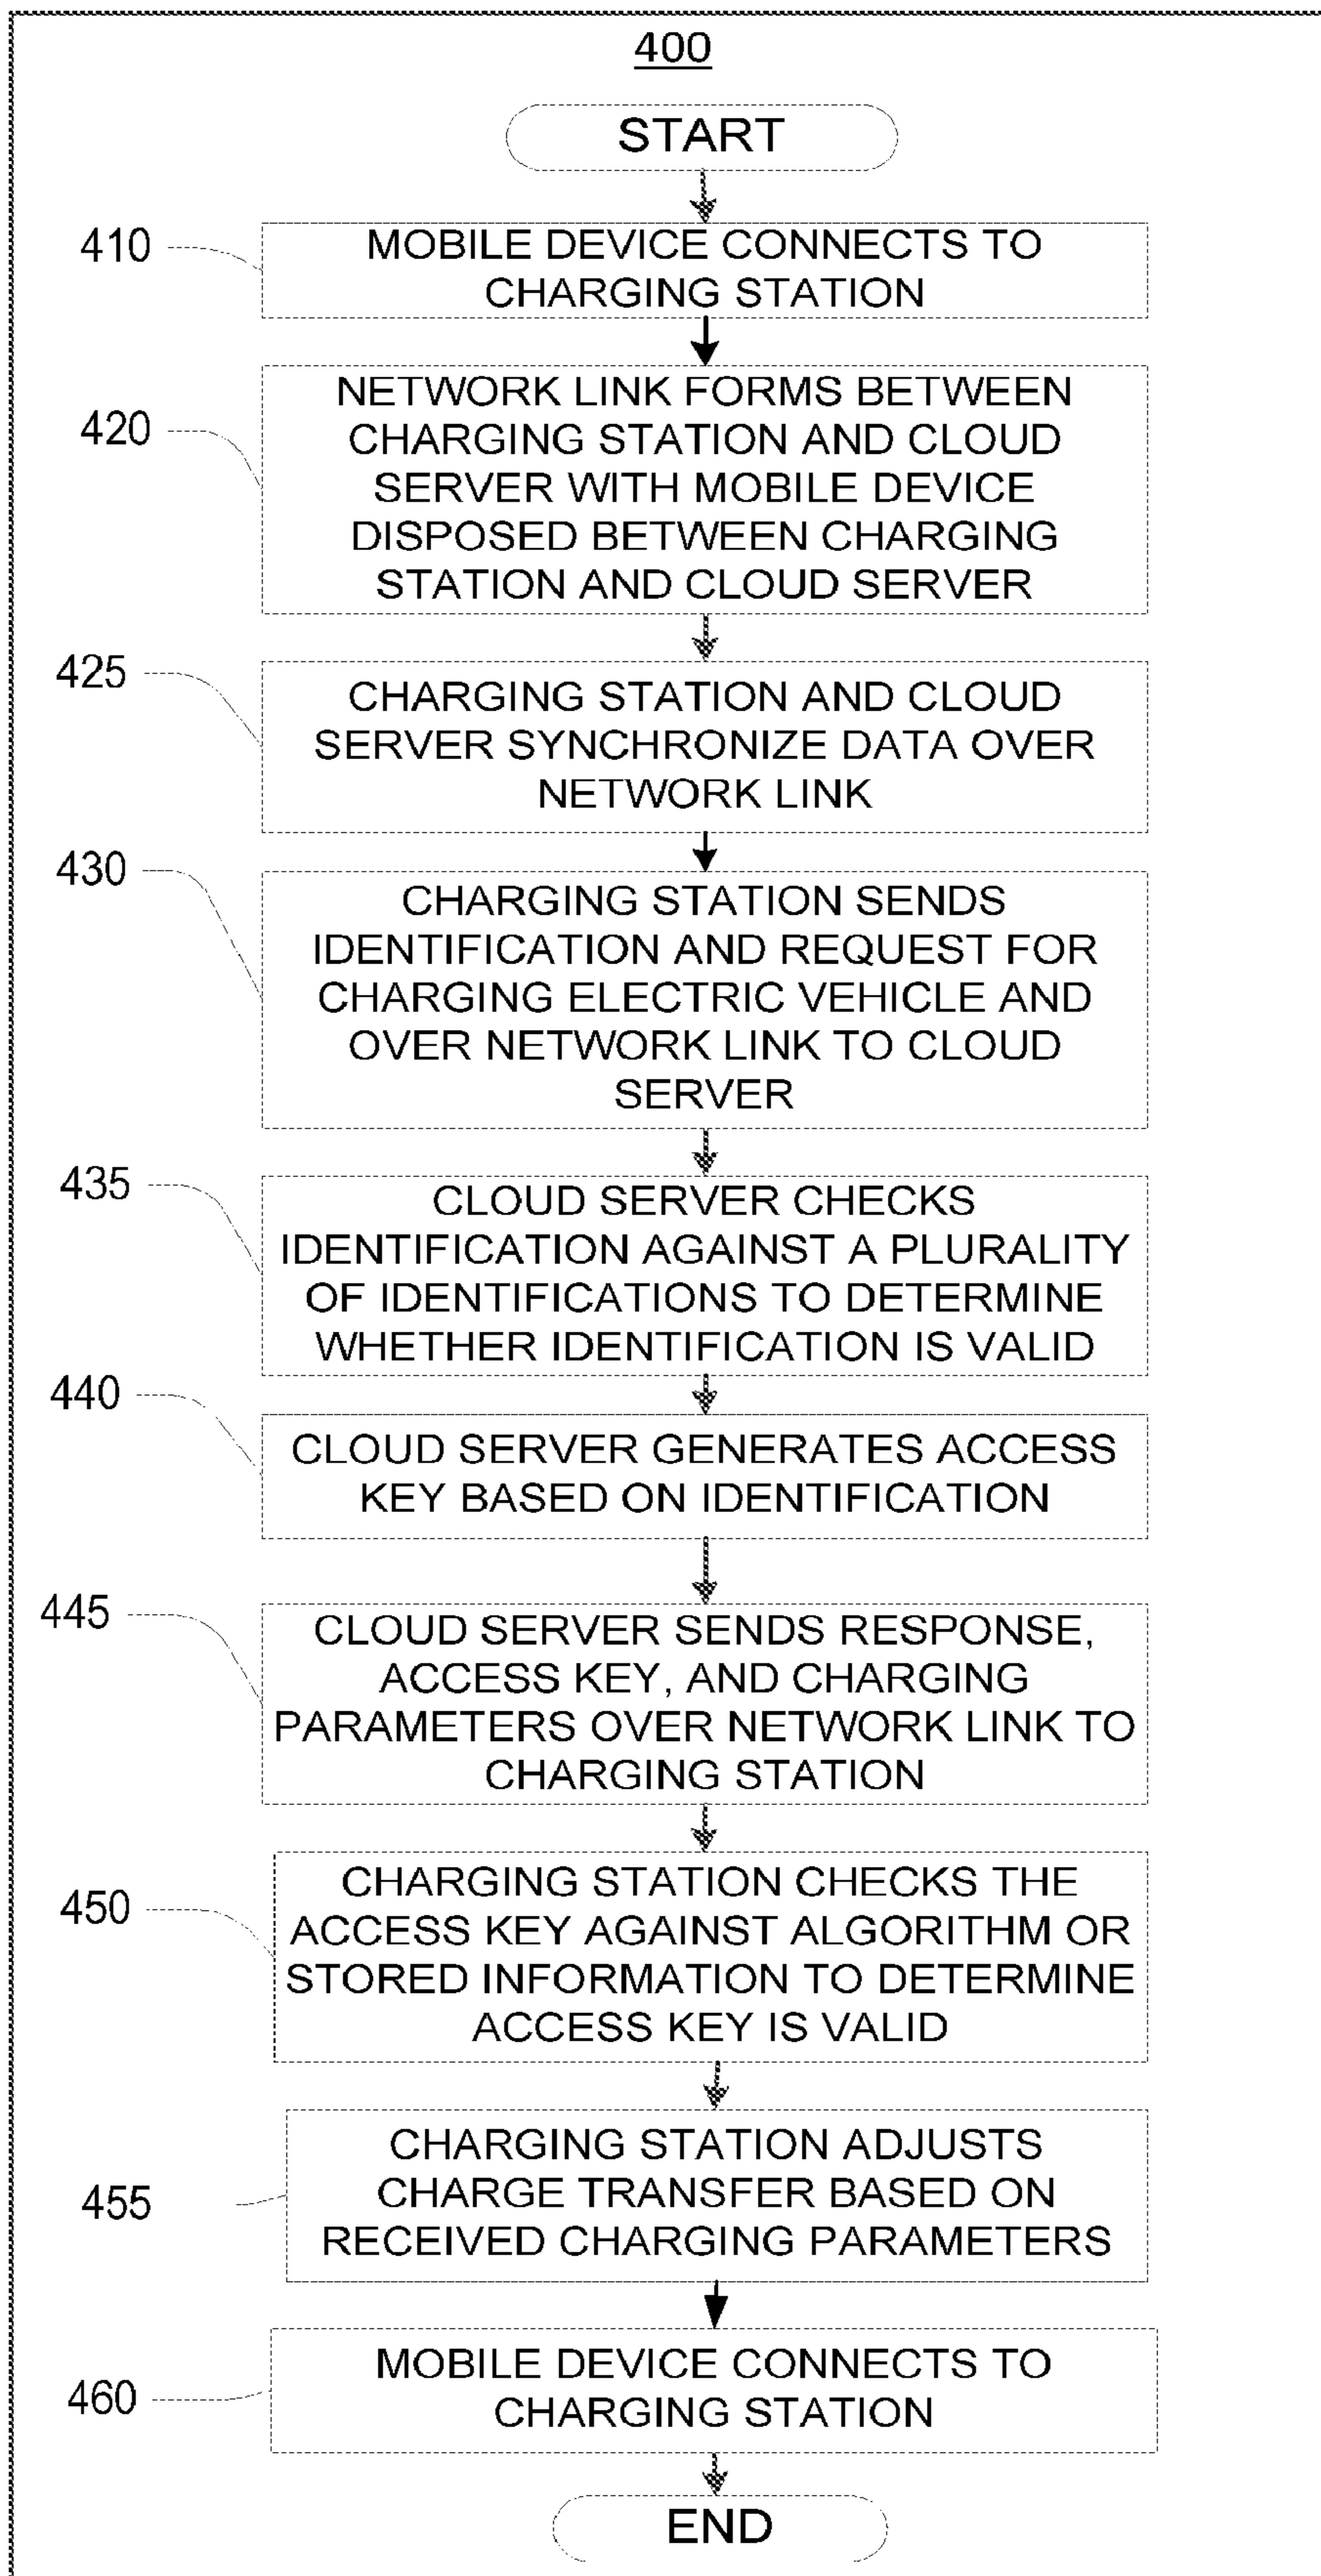 400
START
410
MOBILE DEVICE CONNECTS TO
CHARGING STATION
420
NETWORK LINK FORMS BETWEEN
CHARGING STATION AND CLOUD
SERVER WITH MOBILE DEVICE
DISPOSED BETWEEN CHARGING
STATION AND CLOUD SERVER
425
CHARGING STATION AND CLOUD
SERVER SYNCHRONIZE DATA OVER
NETWORK LINK
430
CHARGING STATION SENDS
IDENTIFICATION AND REQUEST FOR
CHARGING ELECTRIC VEHICLE AND
OVER NETWORK LINK TO CLOUD
SERVER
435
CLOUD SERVER CHECKS
IDENTIFICATION AGAINST A PLURALITY
OF IDENTIFICATIONS TO DETERMINE
WHETHER IDENTIFICATION IS VALID
440
CLOUD SERVER GENERATES ACCESS
KEY BASED ON IDENTIFICATION
445
CLOUD SERVER SENDS RESPONSE,
ACCESS KEY, AND CHARGING
PARAMETERS OVER NETWORK LINK TO
CHARGING STATION
450
CHARGING STATION CHECKS THE
ACCESS KEY AGAINST ALGORITHM OR
STORED INFORMATION TO DETERMINE
ACCESS KEY IS VALID
455
CHARGING STATION ADJUSTS
CHARGE TRANSFER BASED ON
RECEIVED CHARGING PARAMETERS
460
MOBILE DEVICE CONNECTS TO
CHARGING STATION
END